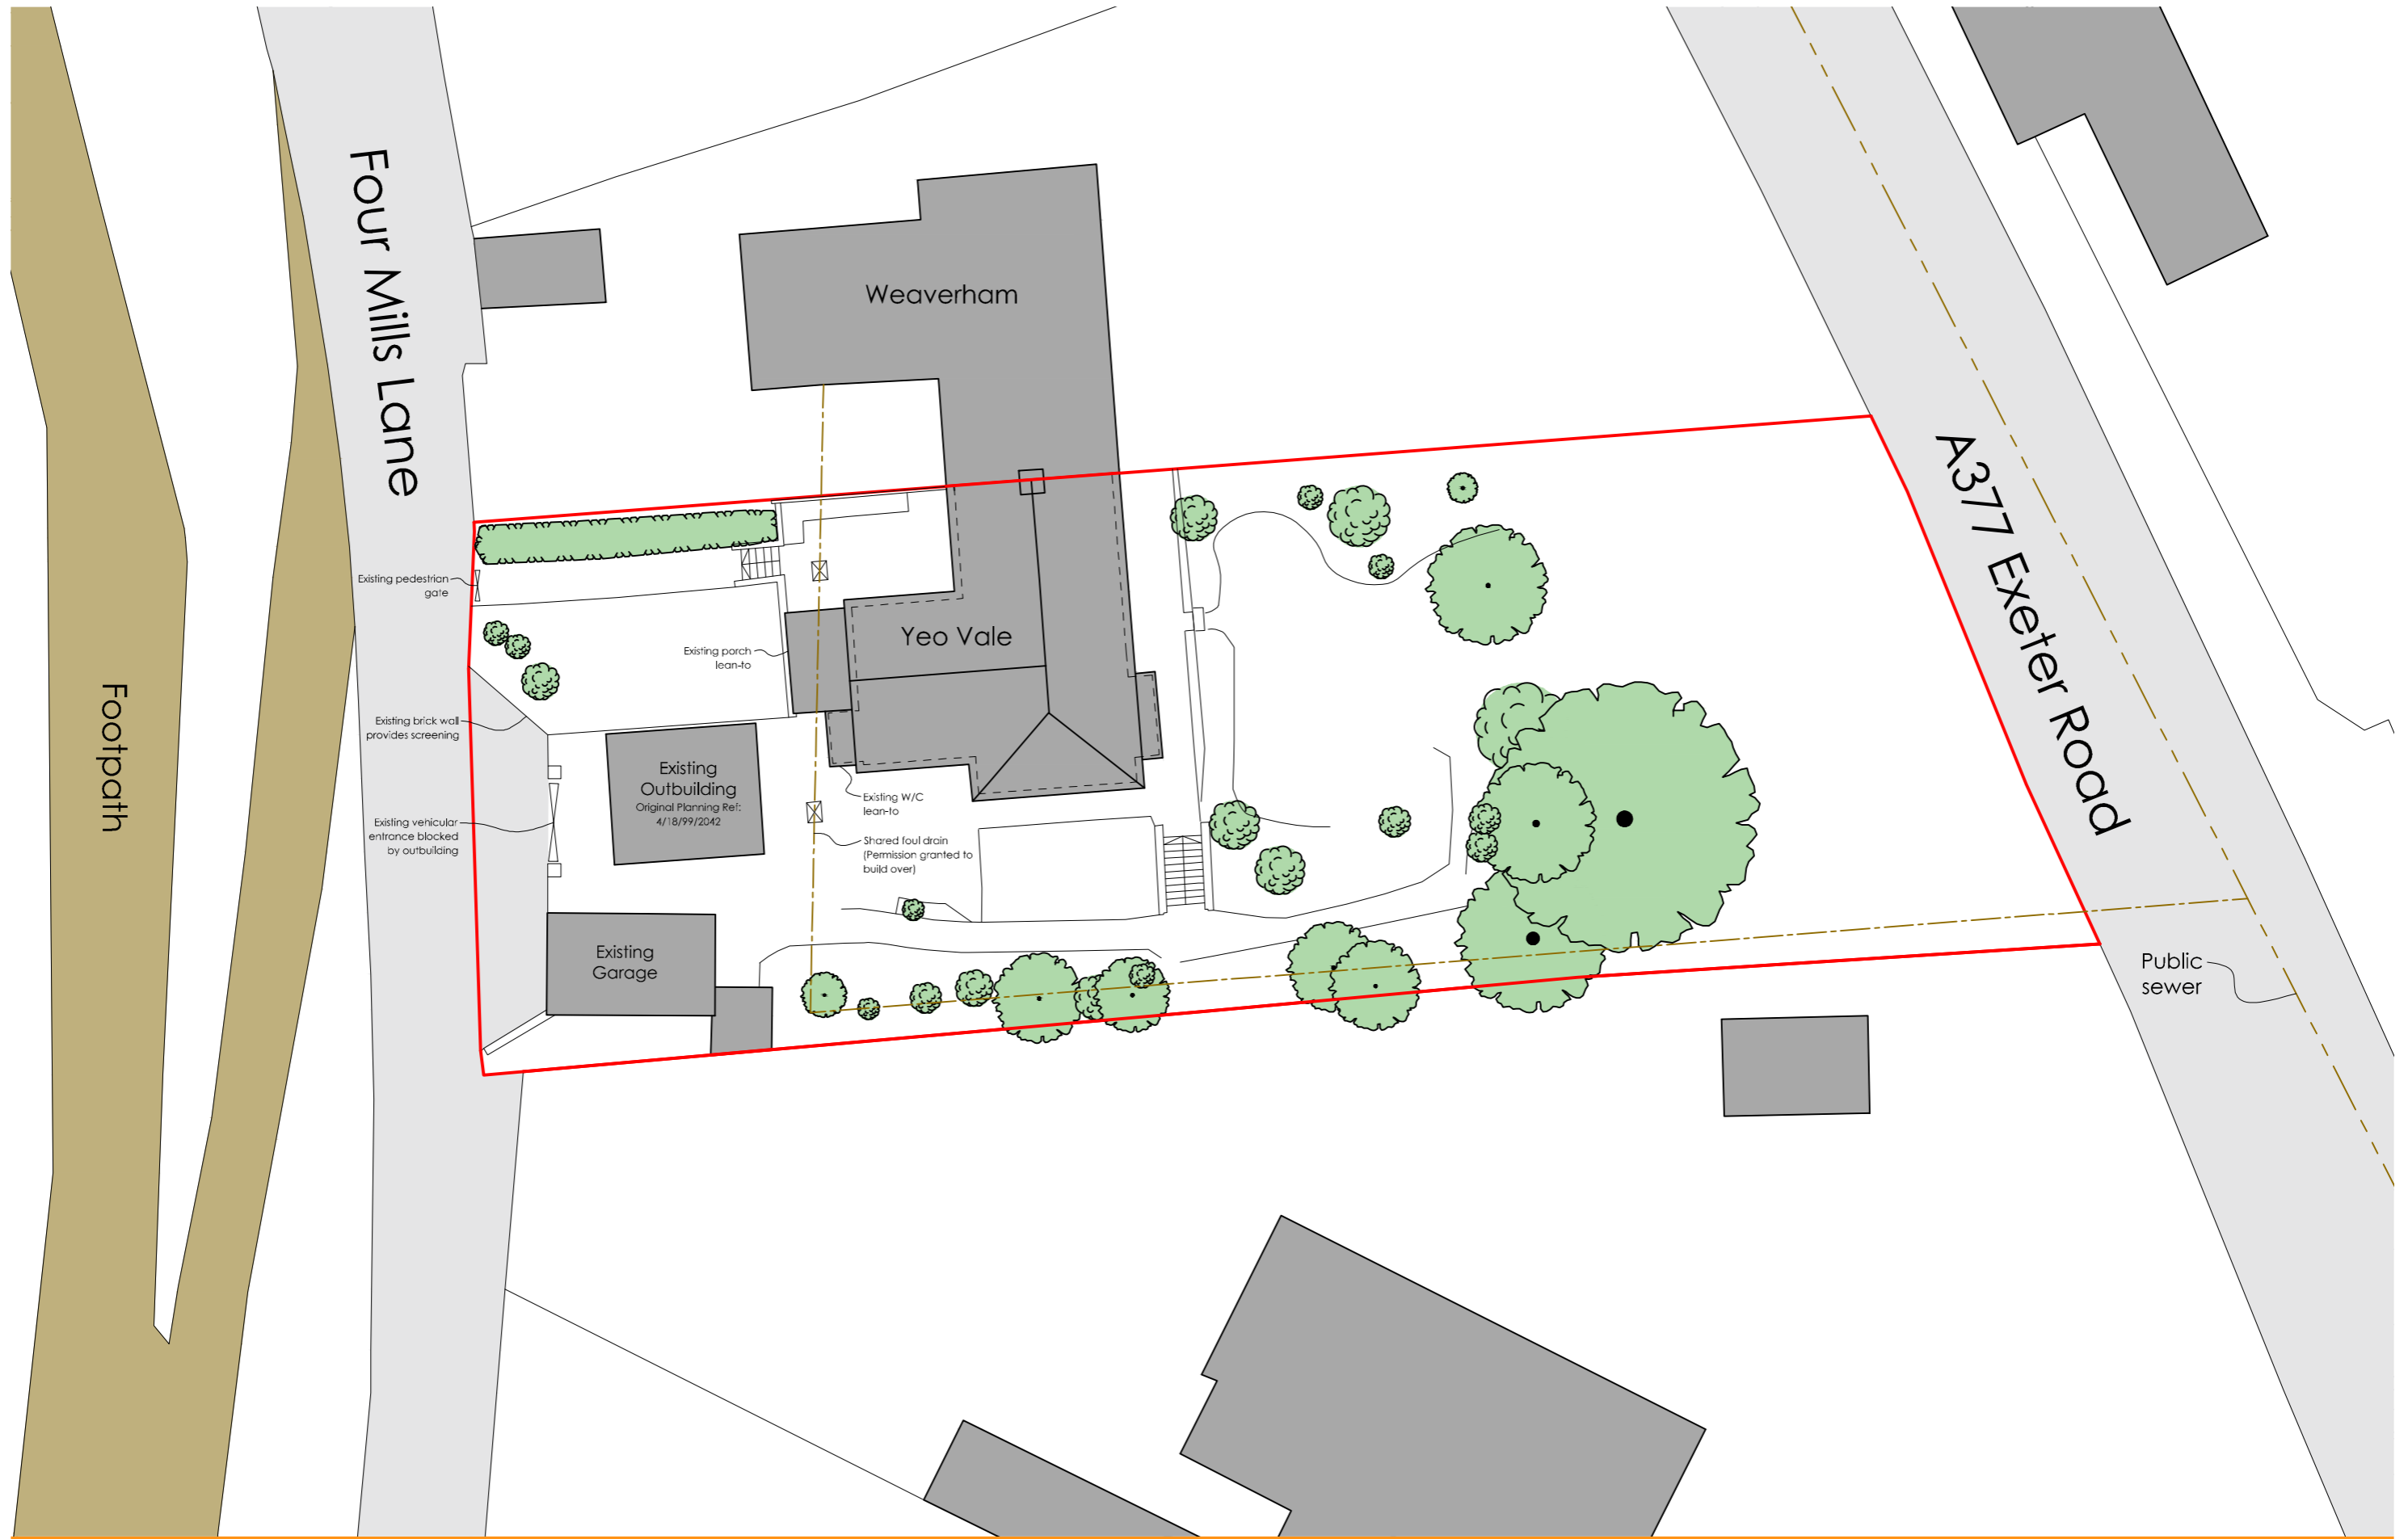 Four Mills Lane
Weaverham
A377 Exeter Road
Existing pedestrian
gate
Yeo Vale
Existing porch
lean-to
Footpath
Existing brick wall
provides screening
Existing
Outbuilding
Original Planning Ref:
4/18/99/2042
Existing W/C
lean-to
Existing vehicular
entrance blocked
by outbuilding
Shared foul drain
(Permission granted to
build over)
Existing
Garage
Public
sewer